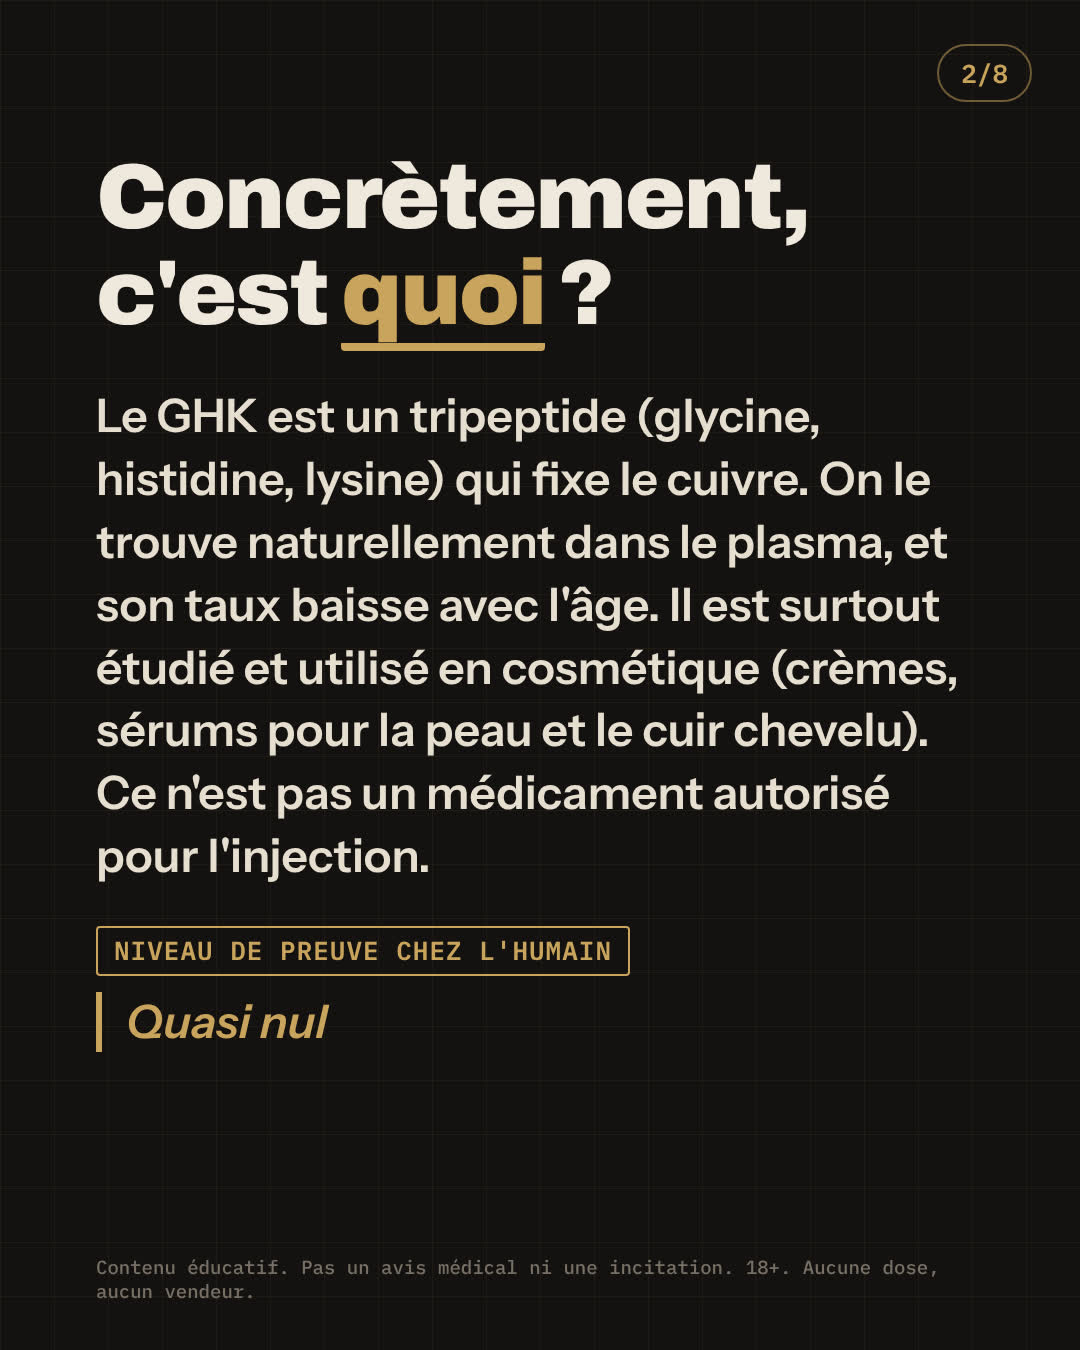 2/8
Concrètement,
c'est quoi ?
Le GHK est un tripeptide (glycine,
histidine, lysine) qui fixe le cuivre. On le
trouve naturellement dans le plasma, et
son taux baisse avec l'âge. Il est surtout
étudié et utilisé en cosmétique (crèmes,
sérums pour la peau et le cuir chevelu).
Ce n'est pas un médicament autorisé
pour l'injection.
NIVEAU DE PREUVE CHEZ L'HUMAIN
Quasi nul
Contenu éducatif. Pas un avis médical ni une incitation. 18+. Aucune dose,
aucun vendeur.